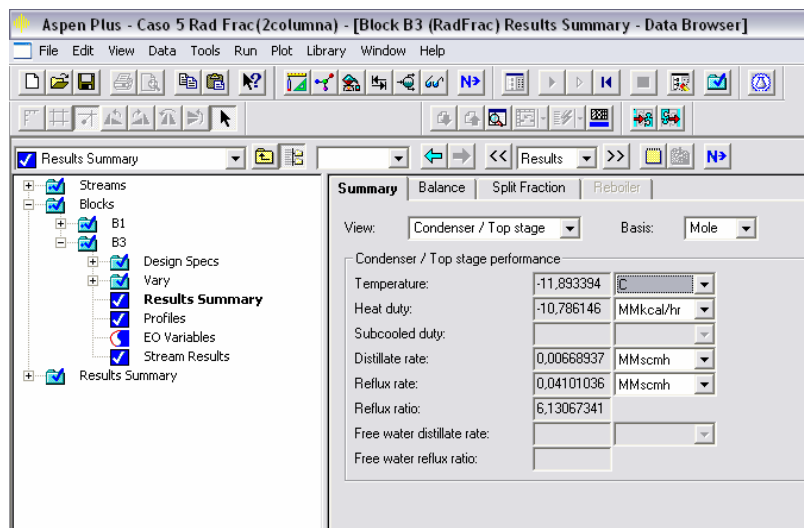 Aspen Plus - Caso 5 Rad Frac(2columna) - [Block B3 (RadFrac) Results Summary - Data Browser]
File Edit View Data Tools Run Plot Library Window Help
N>
Results Summary << Results >> N>
Streams
Blocks
B1
B3
Design Specs
Vary
Results Summary
Profiles
EO Variables
Stream Results
Results Summary
Summary Balance Split Fraction Reboiler
View: Condenser / Top stage Basis: Mole
Condenser / Top stage performance
Temperature: -11,893394 C
Heat duty: -10,786146 MMkcal/hr
Subcooled duty:
Distillate rate: 0,00668937 MMscmh
Reflux rate: 0,04101036 MMscmh
Reflux ratio: 6,13067341
Free water distillate rate:
Free water reflux ratio: